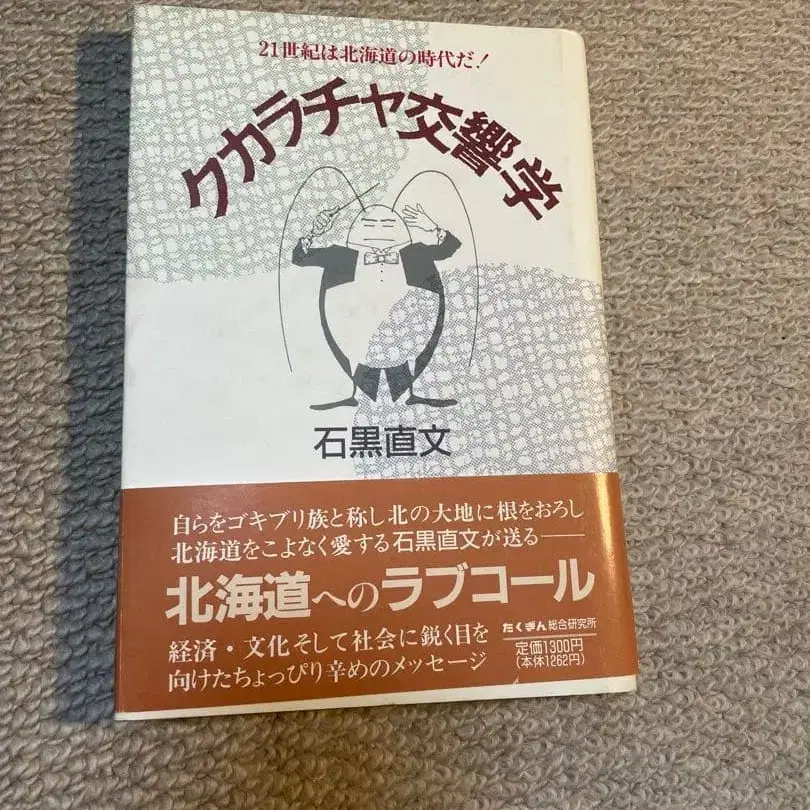 21世紀は北海道の時代だ！
クカラチャ交響学
石黒直文
自らをゴキブリ族と称し北の大地に根をおろし
北海道をこよなく愛する石黒直文が送る——
北海道へのラブコール
経済・文化そして社会に鋭く目を
向けたちょっぴり辛めのメッセージ
たくぎん総合研究所
定価1300円
（本体1262円）